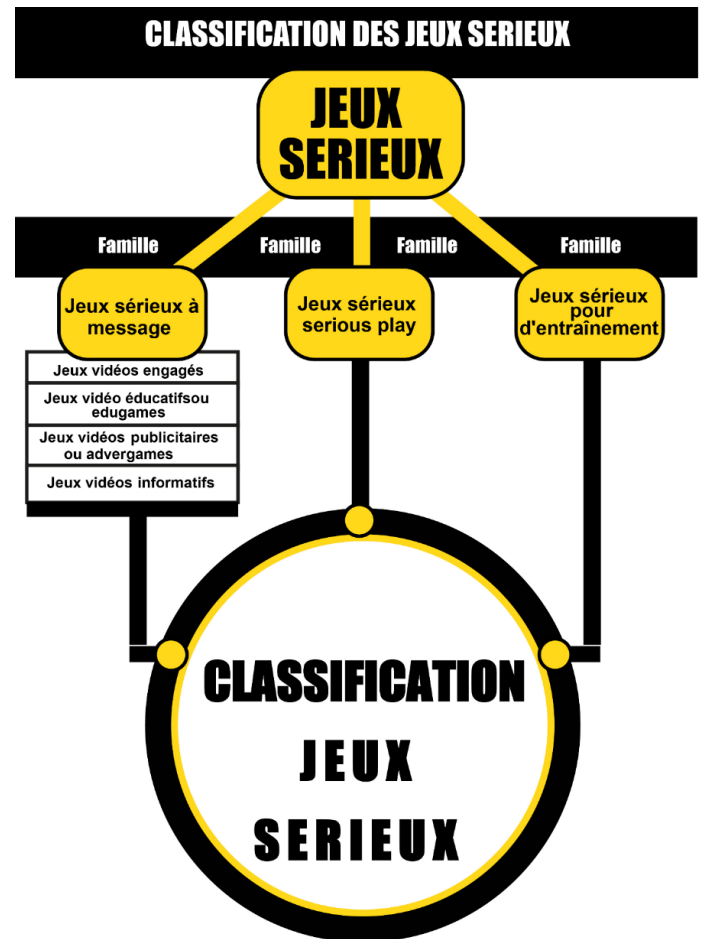 CLASSIFICATION DES JEUX SERIEUX
JEUX
SERIEUX
Famille
Famille
Famille
Famille
Jeux sérieux à
message
Jeux sérieux
serious play
Jeux sérieux
pour
d'entraînement
Jeux vidéos engagés
Jeux vidéo éducatifsou
edugames
Jeux vidéos publicitaires
ou advergames
Jeux vidéos informatifs
CLASSIFICATION
JEUX
SERIEUX